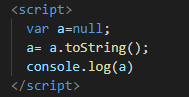 <script>
var a=null;
a= a.toString();
console.log(a)
</script>